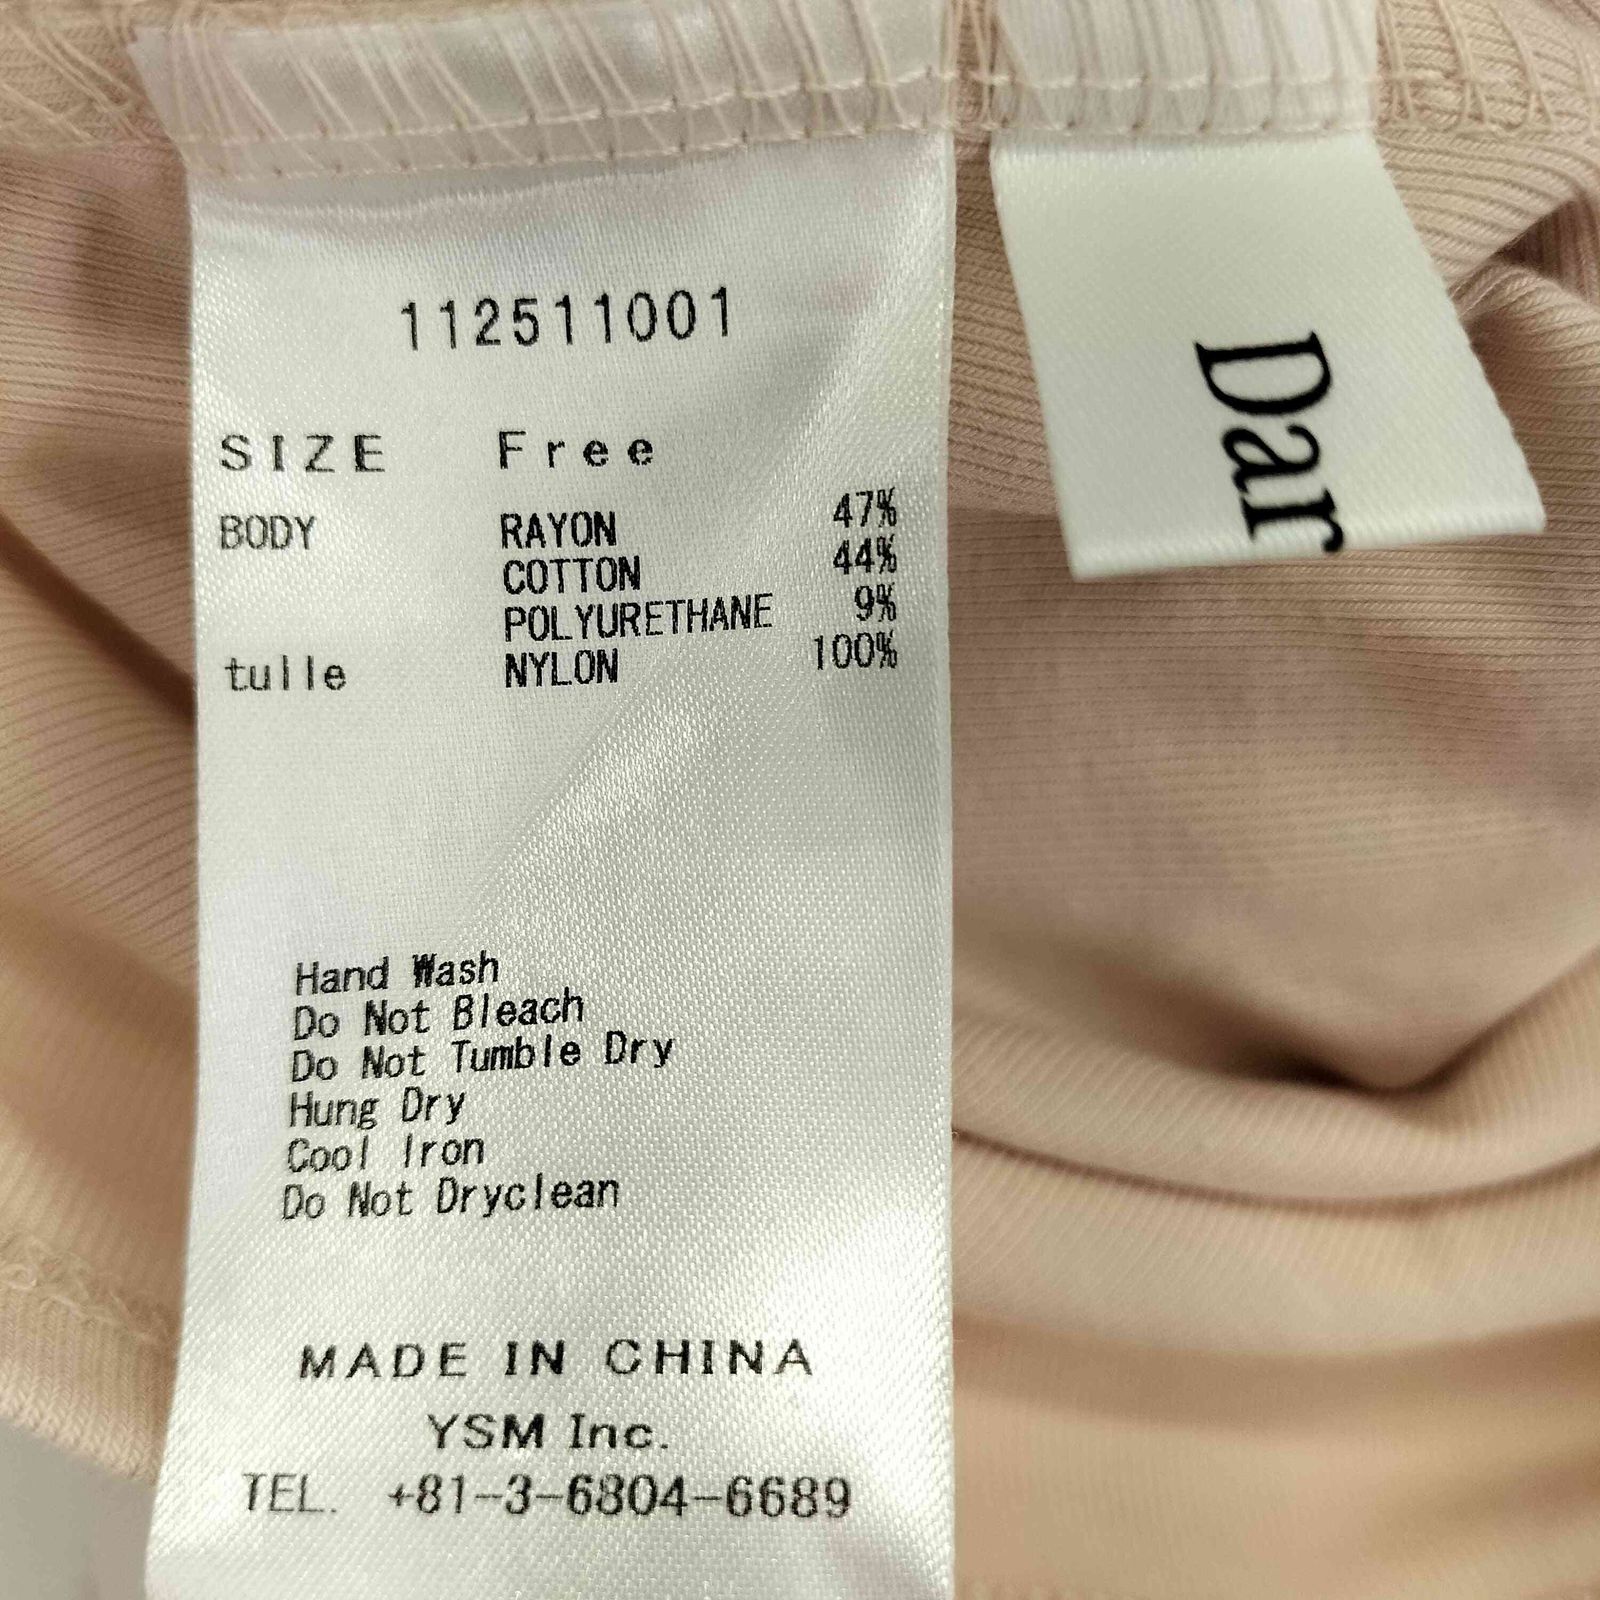 112511001
SIZE Free
BODY RAYON 47%
COTTON 44%
POLYURETHANE 9%
tulle NYLON 100%
Hand Wash
Do Not Bleach
Do Not Tumble Dry
Hung Dry
Cool Iron
Do Not Dryclean
MADE IN CHINA
YSM Inc.
TEL. +81-3-6804-6689
Dar